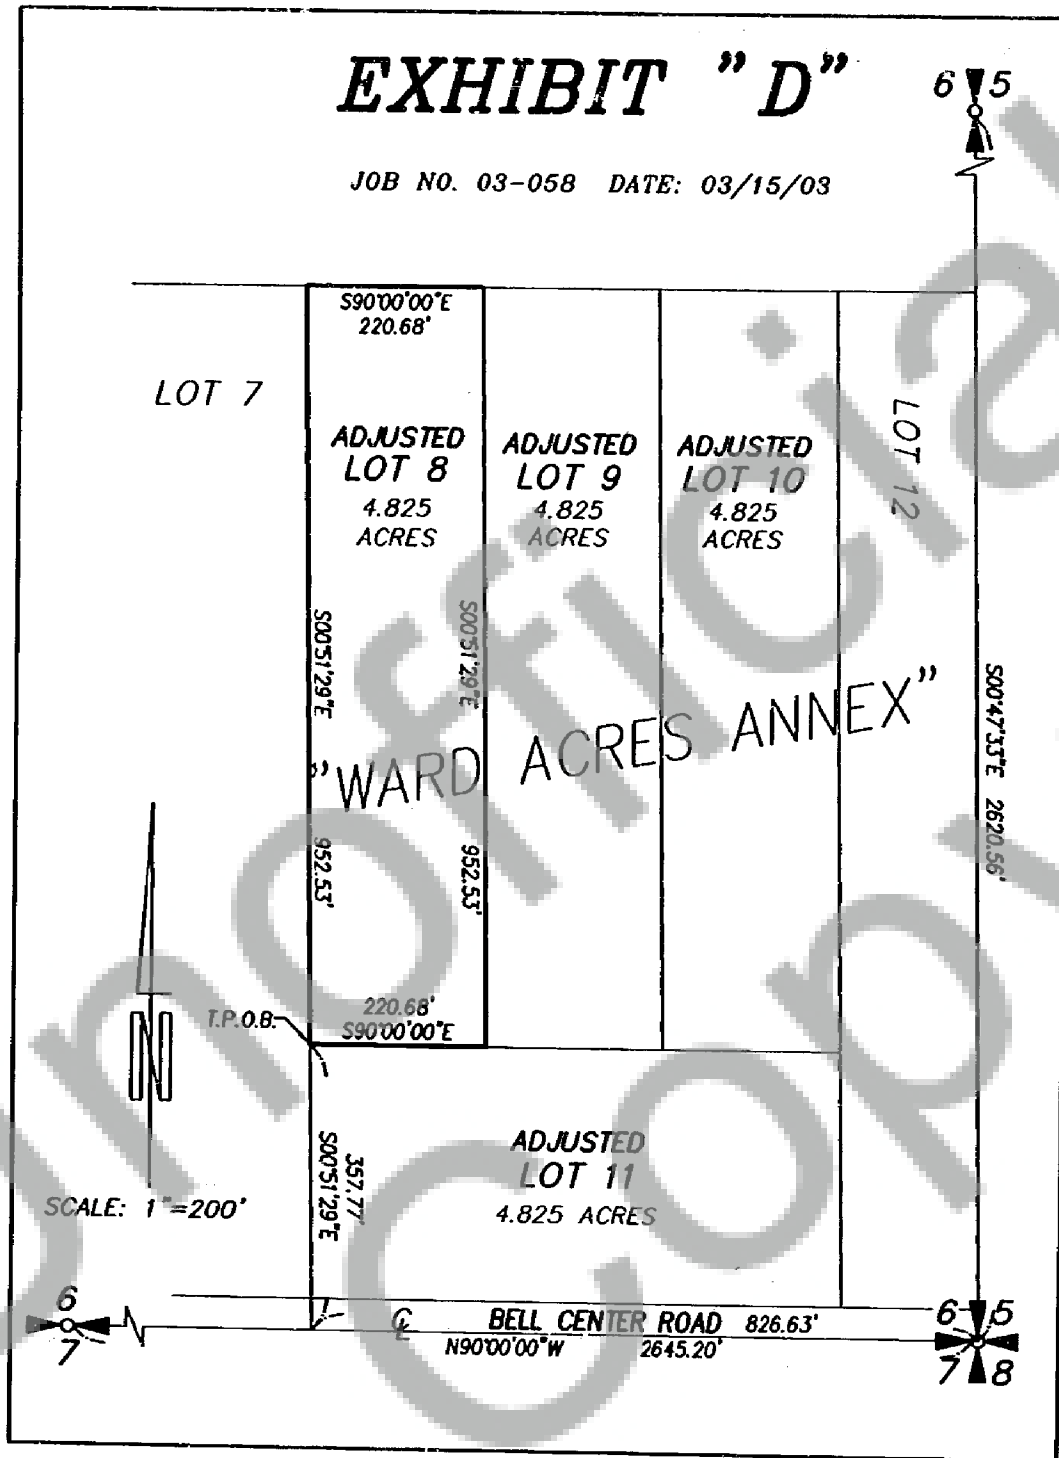 EXHIBIT "D"
6 5
JOB NO. 03-058 DATE: 03/15/03
S90°00'00"E
220.68'
LOT 7
ADJUSTED
LOT 8
4.825
ACRES
ADJUSTED
LOT 9
4.825
ACRES
ADJUSTED
LOT 10
4.825
ACRES
LOT 12
S00°51'29"E
952.53'
S00°51'29"E
952.53'
"WARD ACRES ANNEX"
S00°47'33"E 2620.56'
220.68'
S90°00'00"E
T.P.O.B.
N
SCALE: 1"=200'
357.77'
S00°51'29"E
ADJUSTED
LOT 11
4.825 ACRES
6
7
CL BELL CENTER ROAD 826.63'
N90°00'00"W 2645.20'
6 5
7 8
Unofficial
Copy